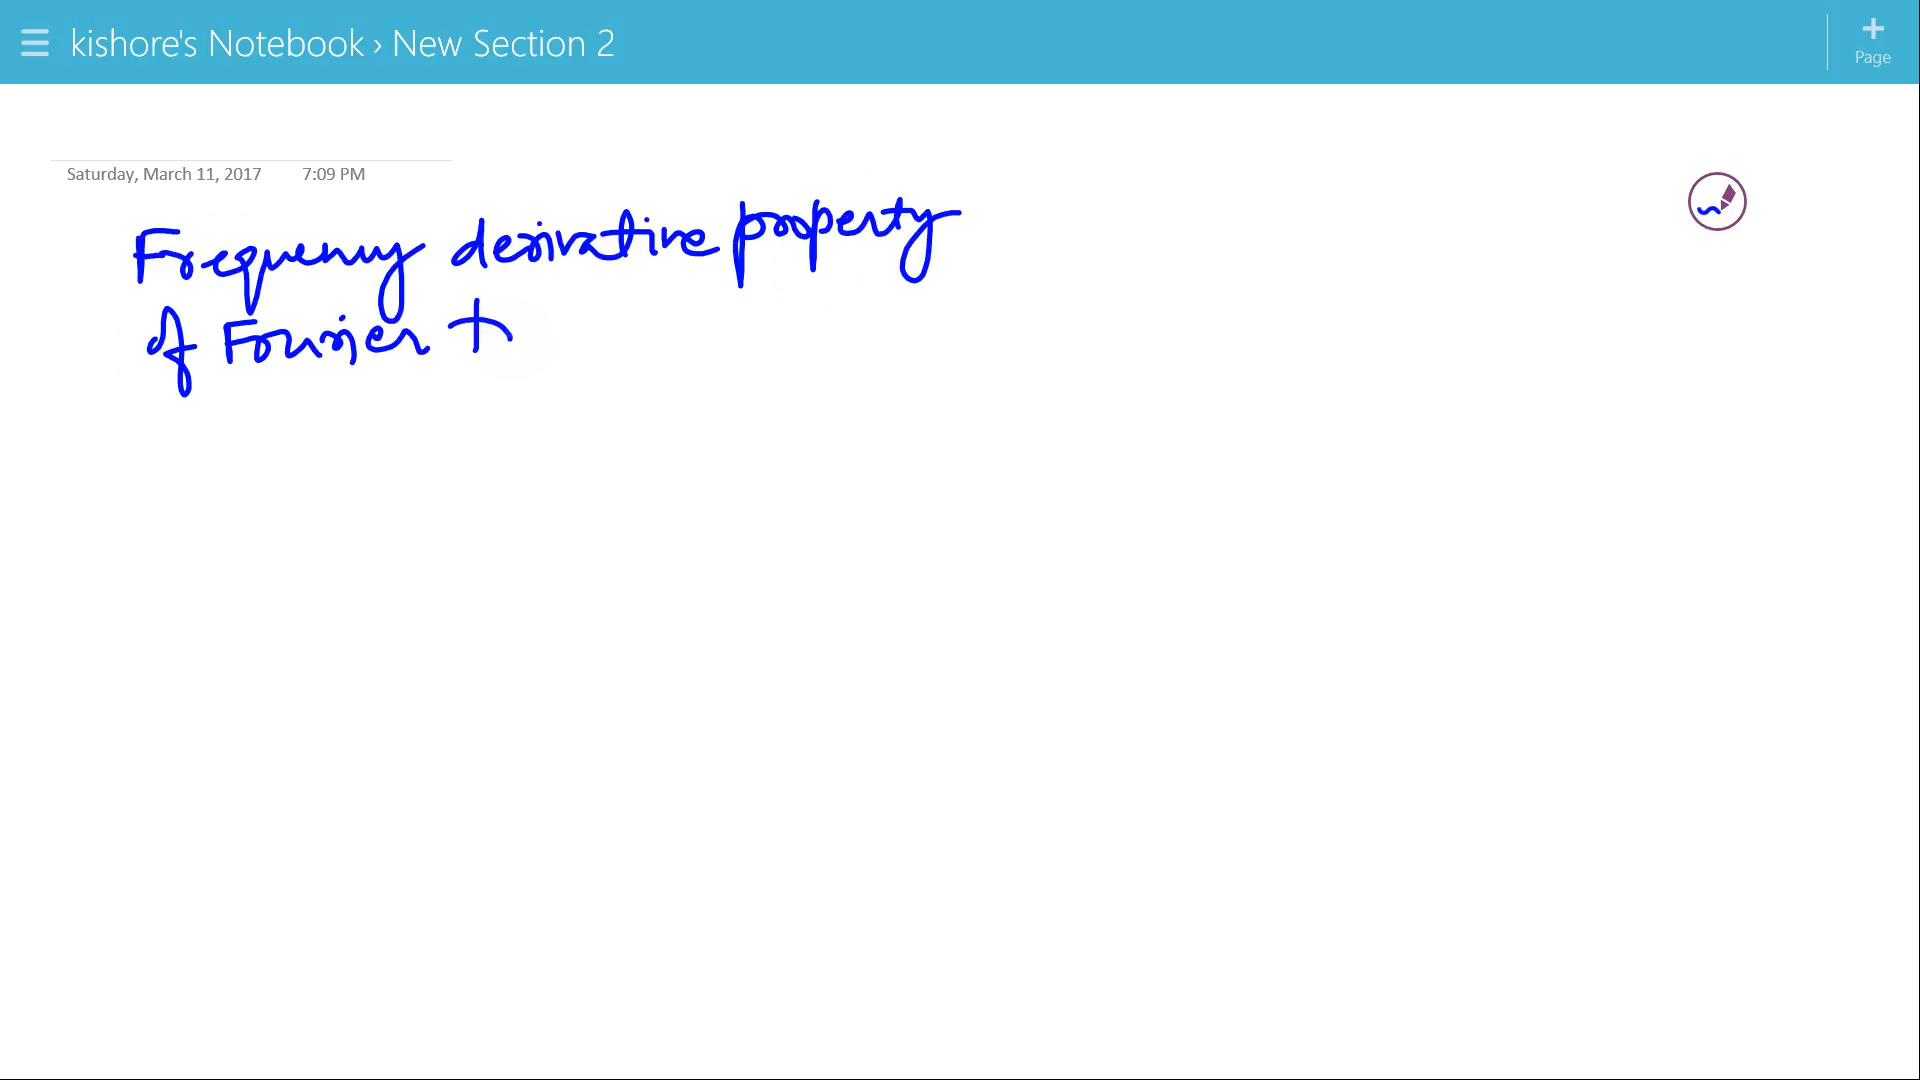 kishore's Notebook › New Section 2
Page
Saturday, March 11, 2017 7:09 PM
Frequency derivative property
of Fourier